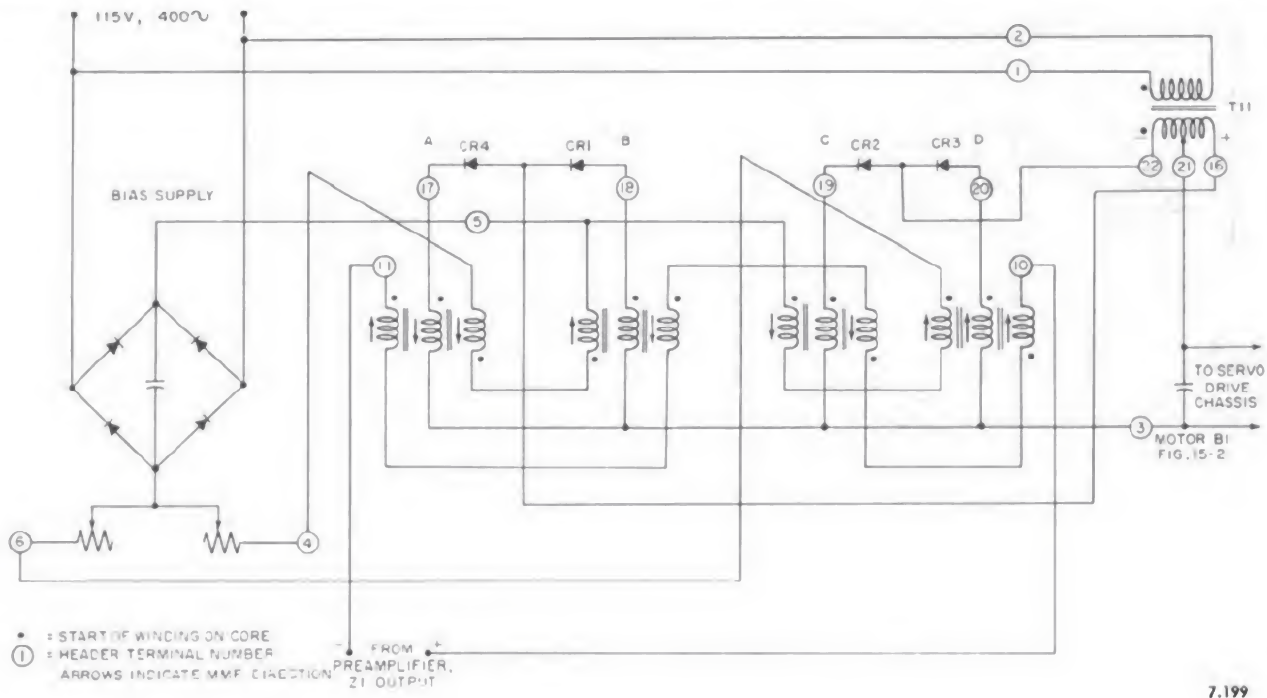 115V, 400~
2
1
T11
A
CR4
CR1
B
C
CR2
CR3
D
- +
22
21
16
17
18
19
20
BIAS SUPPLY
5
11
10
TO SERVO
DRIVE
CHASSIS
3
MOTOR B1
FIG. 15-2
6
4
• = START OF WINDING ON CORE
1 = HEADER TERMINAL NUMBER
ARROWS INDICATE MMF DIRECTION
- FROM +
PREAMPLIFIER,
Z1 OUTPUT
7.199